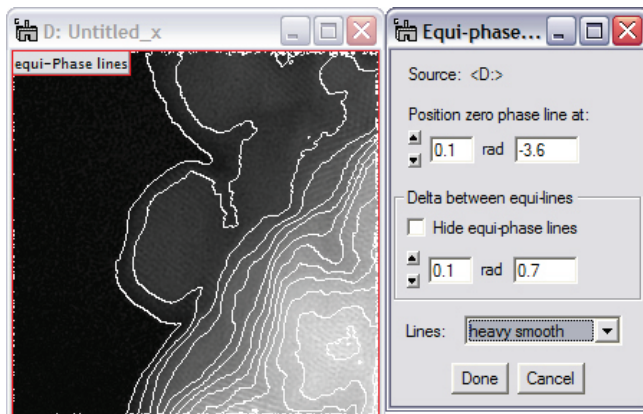 D: Untitled_x
equi-Phase lines
Equi-phase...
Source: <D:>
Position zero phase line at:
0.1 rad -3.6
Delta between equi-lines
Hide equi-phase lines
0.1 rad 0.7
Lines: heavy smooth
Done Cancel